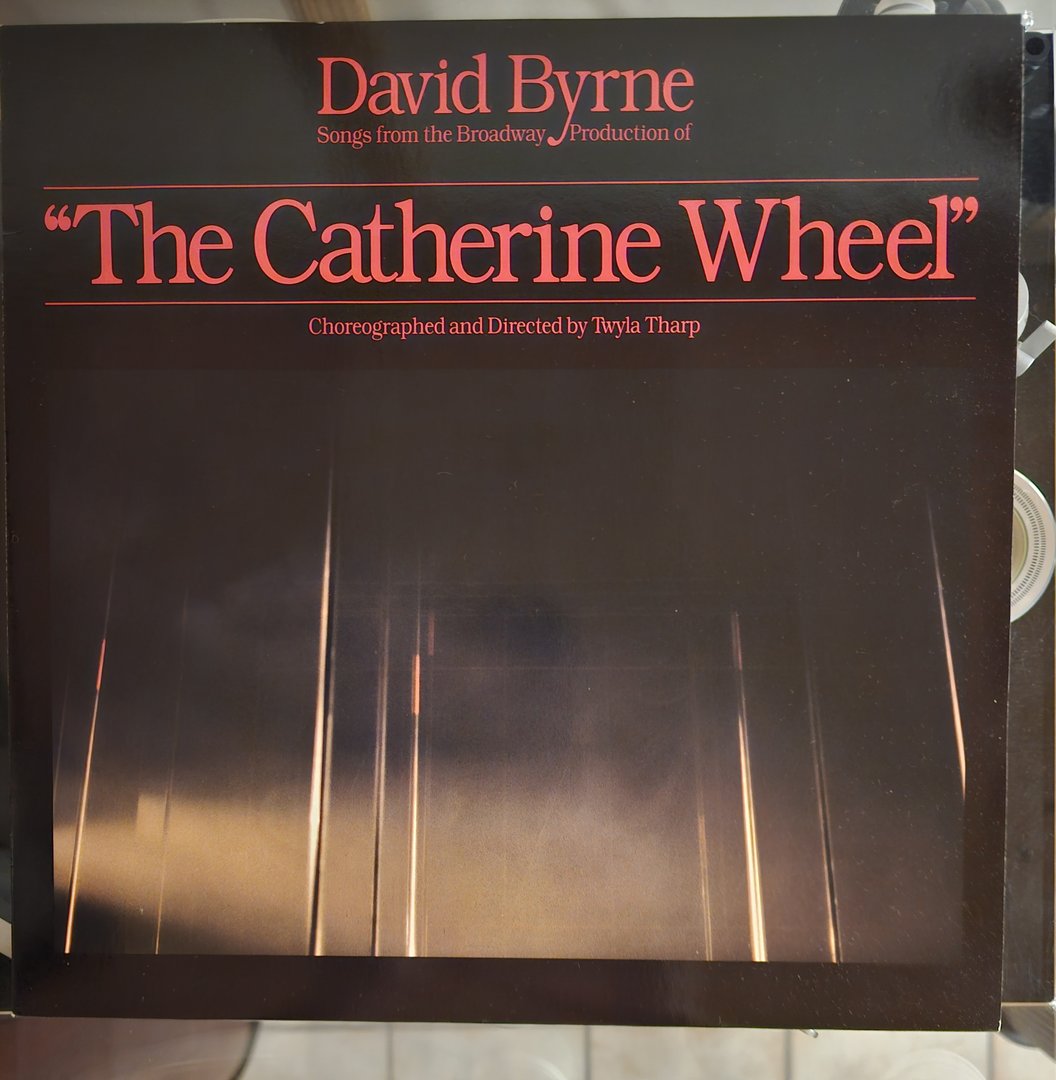 David Byrne
Songs from the Broadway Production of
“The Catherine Wheel”
Choreographed and Directed by Twyla Tharp